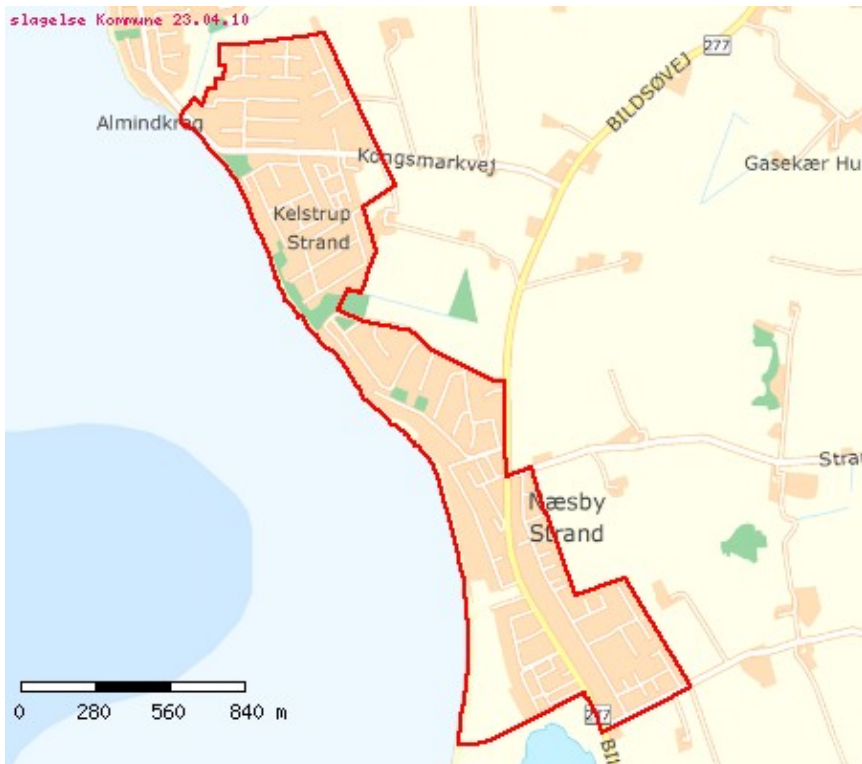 slagelse Kommune 23.04.10
277
BILDSØVEJ
Almindkrog
Kongsmarkvej
Gasekær Hu
Kelstrup
Strand
Stra
Næsby
Strand
0 280 560 840 m
277